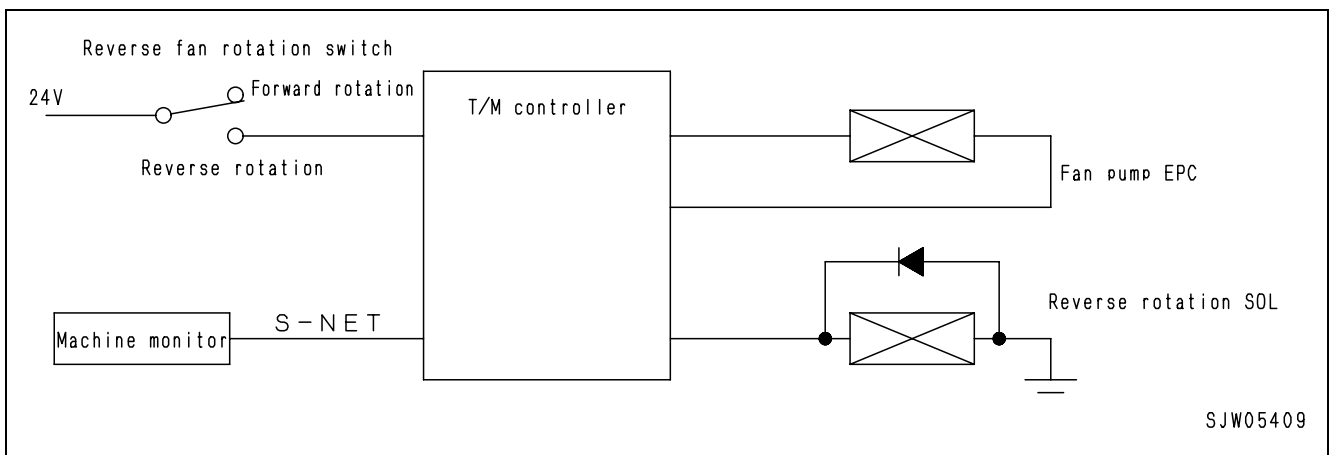 Reverse fan rotation switch
24V
Forward rotation
Reverse rotation
T/M controller
Fan pump EPC
Machine monitor
S-NET
Reverse rotation SOL
SJW05409